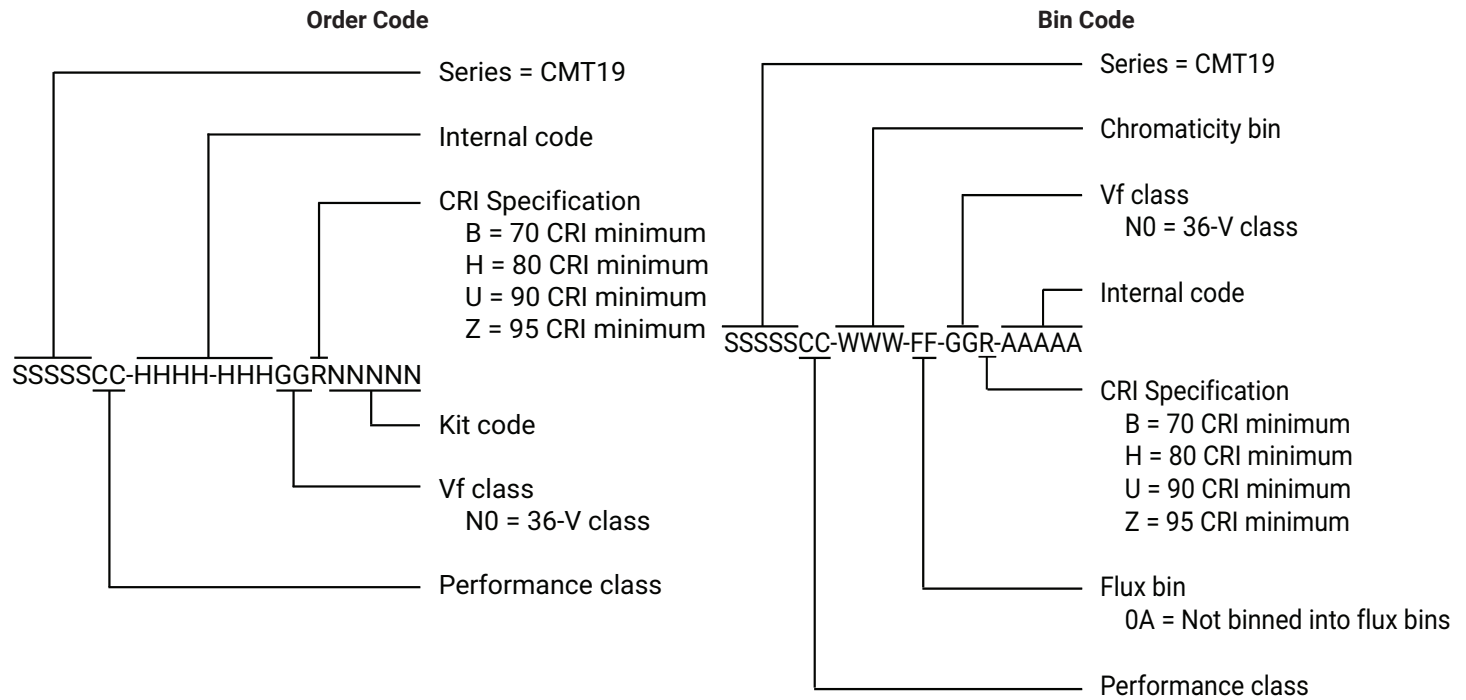 Order Code
Series = CMT19
Internal code
CRI Specification
B = 70 CRI minimum
H = 80 CRI minimum
U = 90 CRI minimum
Z = 95 CRI minimum
SSSSSCC-HHHH-HHHGGRNNNNN
Kit code
Vf class
N0 = 36-V class
Performance class
Bin Code
Series = CMT19
Chromaticity bin
Vf class
N0 = 36-V class
Internal code
SSSSSCC-WWW-FF-GGR-AAAAA
CRI Specification
B = 70 CRI minimum
H = 80 CRI minimum
U = 90 CRI minimum
Z = 95 CRI minimum
Flux bin
0A = Not binned into flux bins
Performance class